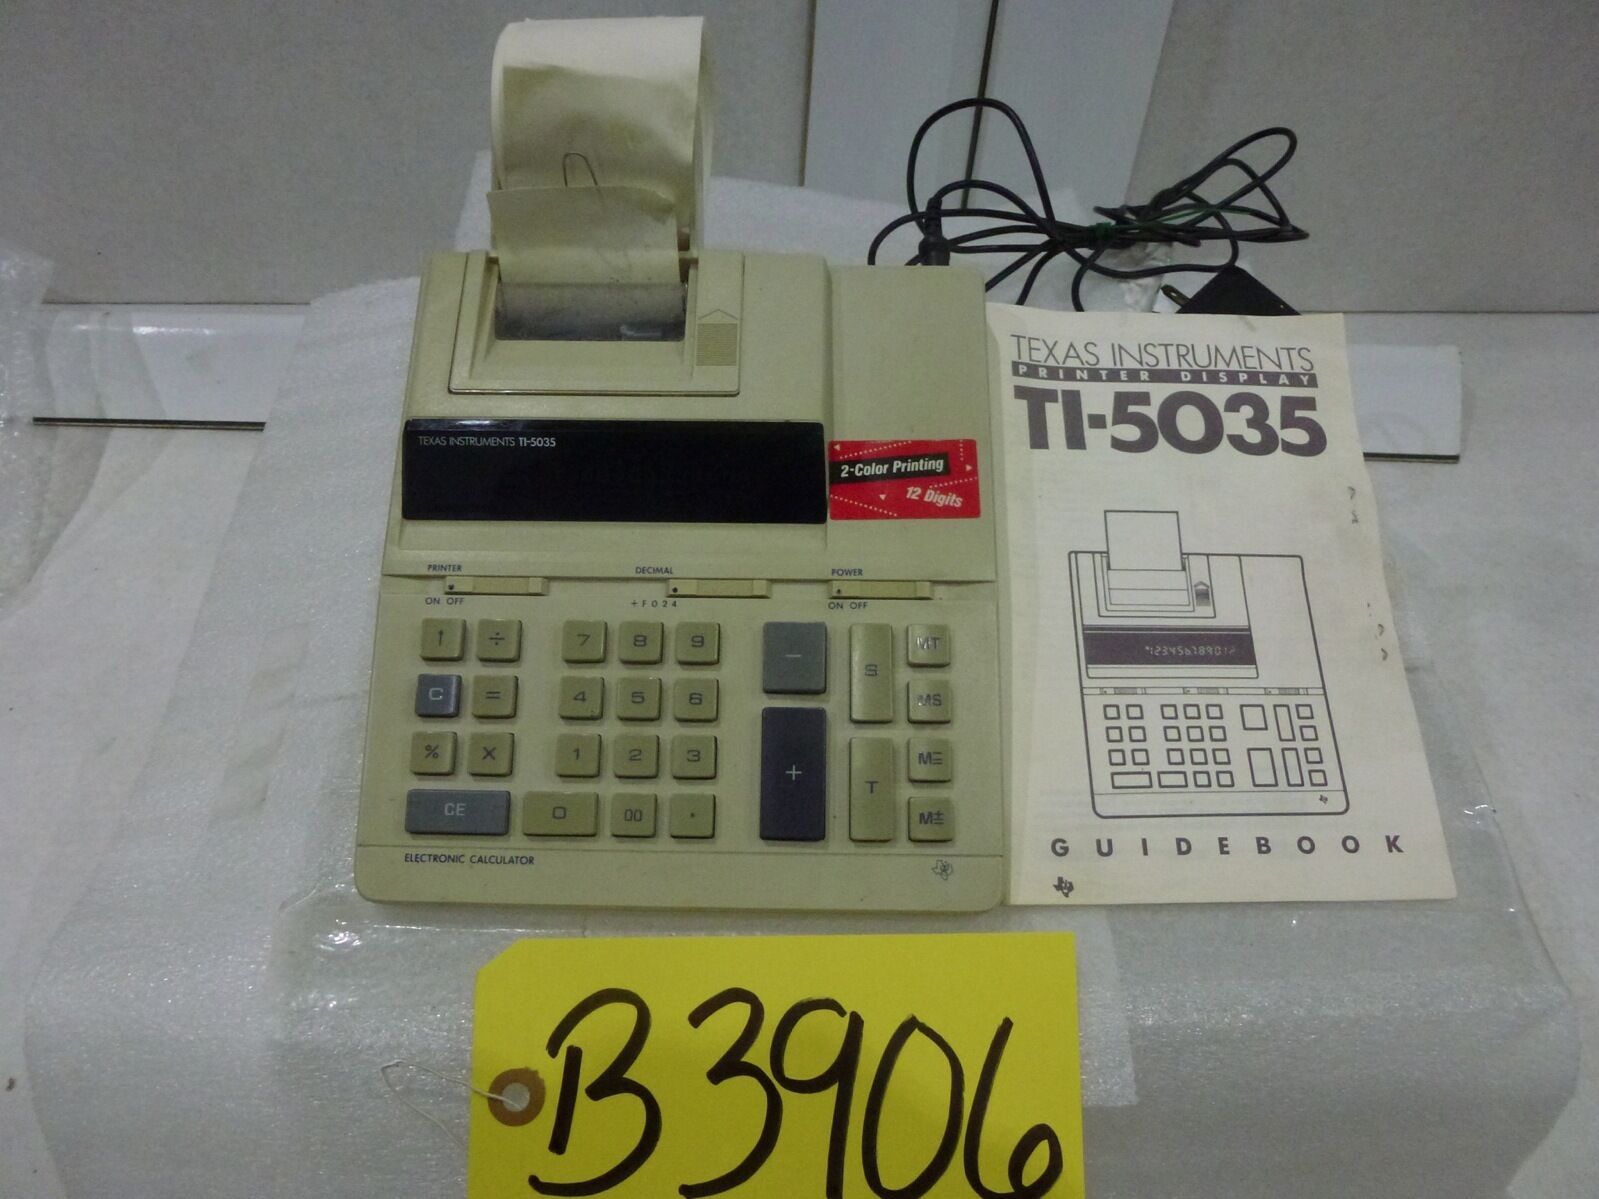 TEXAS INSTRUMENTS TI-5035
2-Color Printing
12 Digits
PRINTER
DECIMAL
POWER
ON OFF
+ F 0 2 4
ON OFF
↑ ÷ 7 8 9 − S MT
C = 4 5 6 MS
% X 1 2 3 + T M=
CE 0 00 . M±
ELECTRONIC CALCULATOR
TEXAS INSTRUMENTS
PRINTER DISPLAY
TI-5035
GUIDEBOOK
B3906